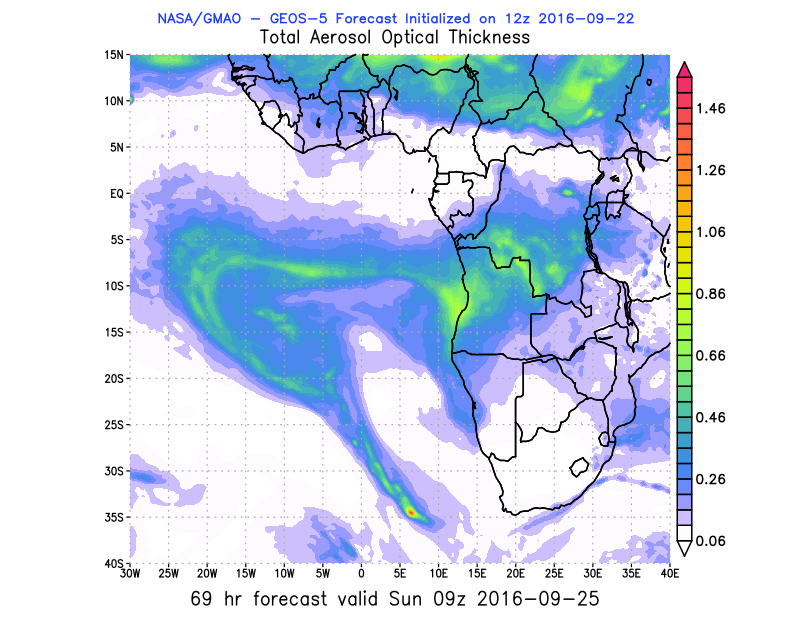 NASA/GMAO - GEOS-5 Forecast Initialized on 12z 2016-09-22
Total Aerosol Optical Thickness
15N
10N
5N
EQ
5S
10S
15S
20S
25S
30S
35S
40S
30W 25W 20W 15W 10W 5W 0 5E 10E 15E 20E 25E 30E 35E 40E
1.46
1.26
1.06
0.86
0.66
0.46
0.26
0.06
69 hr forecast valid Sun 09z 2016-09-25